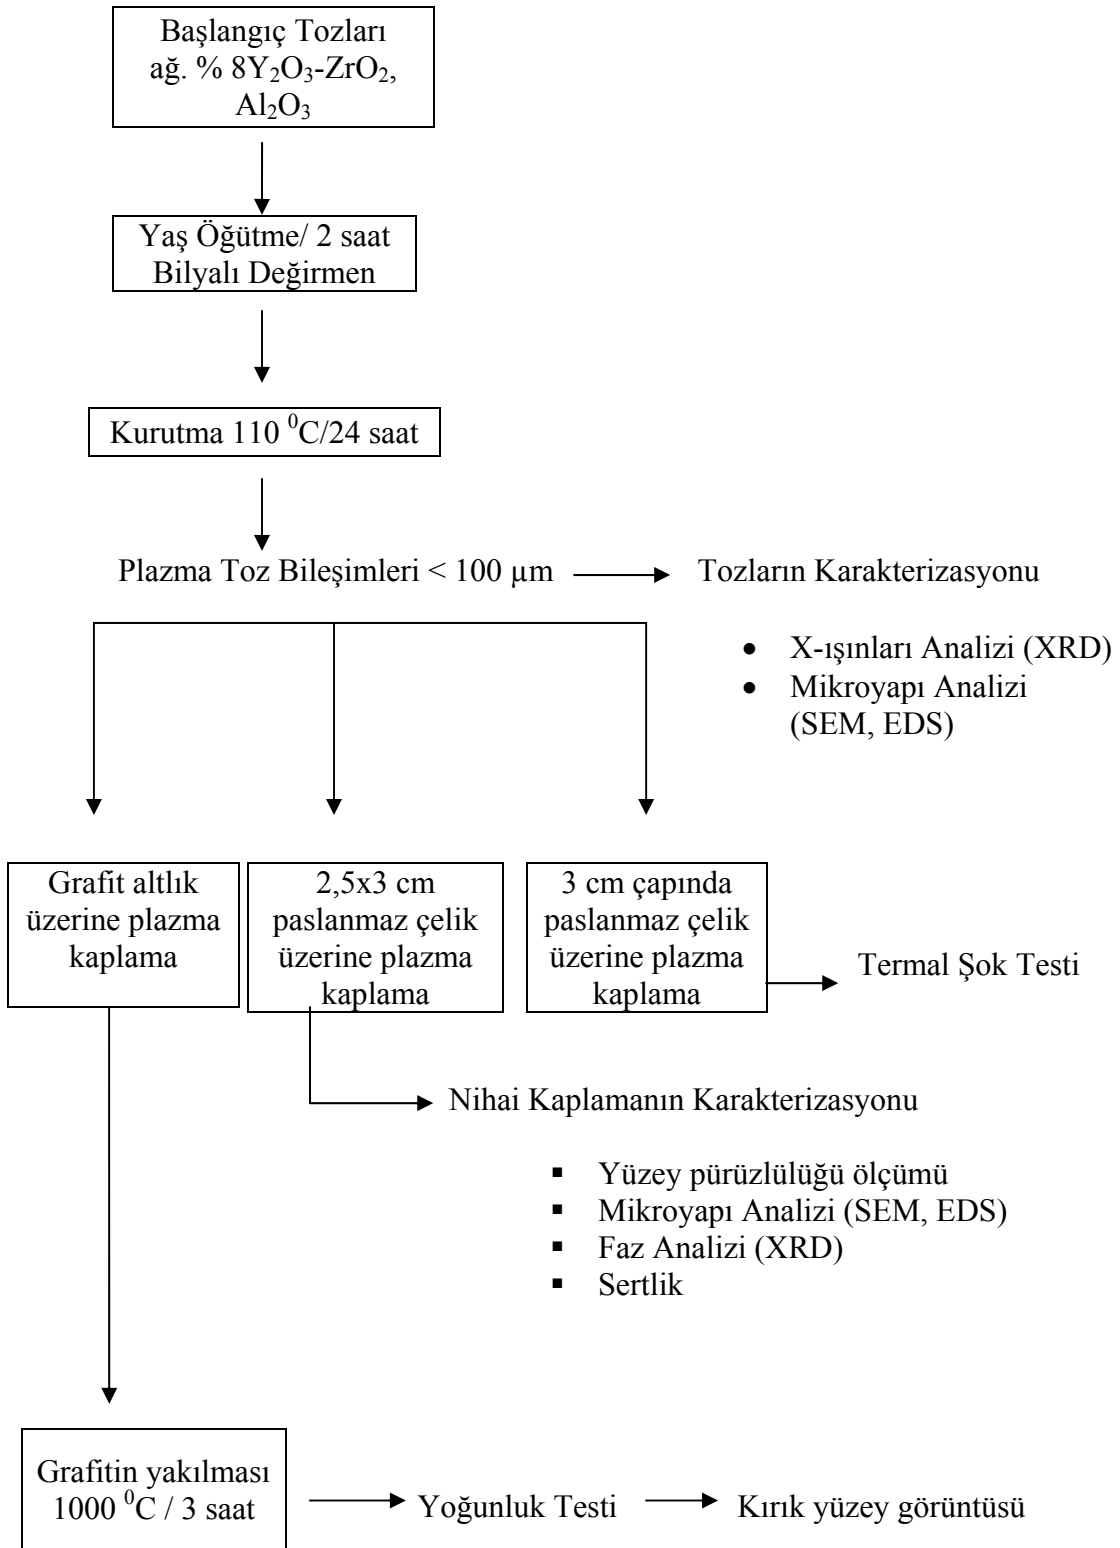 Başlangıç Tozları
ağ. % 8Y₂O₃-ZrO₂,
Al₂O₃
Yaş Öğütme/ 2 saat
Bilyalı Değirmen
Kurutma 110 ⁰C/24 saat
Plazma Toz Bileşimleri < 100 µm
Tozların Karakterizasyonu
• X-ışınları Analizi (XRD)
• Mikroyapı Analizi
(SEM, EDS)
Grafit altlık
üzerine plazma
kaplama
2,5x3 cm
paslanmaz çelik
üzerine plazma
kaplama
3 cm çapında
paslanmaz çelik
üzerine plazma
kaplama
Termal Şok Testi
Nihai Kaplamanın Karakterizasyonu
▪ Yüzey pürüzlülüğü ölçümü
▪ Mikroyapı Analizi (SEM, EDS)
▪ Faz Analizi (XRD)
▪ Sertlik
Grafitin yakılması
1000 ⁰C / 3 saat
Yoğunluk Testi
Kırık yüzey görüntüsü